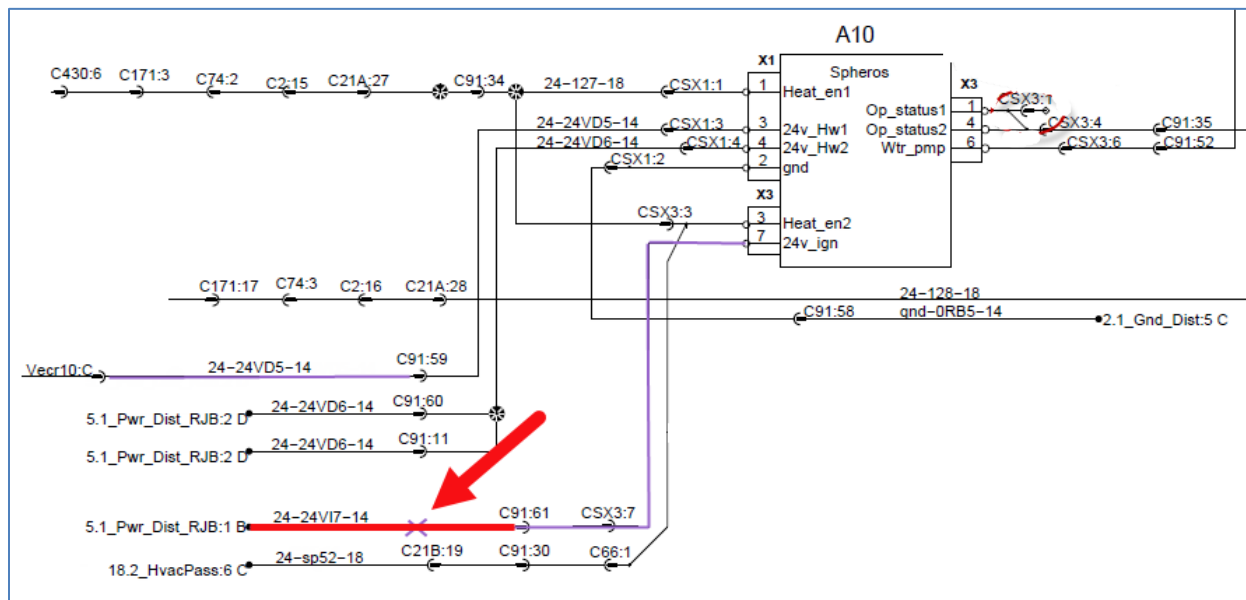 A10
X1
Spheros
X3
C430:6
C171:3
C74:2
C2:15
C21A:27
C91:34
24-127-18
CSX1:1
1
Heat_en1
Op_status1
1
CSX3:1
24-24VD5-14
CSX1:3
3
24v_Hw1
Op_status2
4
CSX3:4
C91:35
24-24VD6-14
CSX1:4
4
24v_Hw2
Wtr_pmp
6
CSX3:6
C91:52
CSX1:2
2
gnd
X3
CSX3:3
3
Heat_en2
7
24v_ign
C171:17
C74:3
C2:16
C21A:28
24-128-18
C91:58
gnd-0RB5-14
2.1_Gnd_Dist:5 C
Vecr10:C
24-24VD5-14
C91:59
5.1_Pwr_Dist_RJB:2 D
24-24VD6-14
C91:60
5.1_Pwr_Dist_RJB:2 D
24-24VD6-14
C91:11
5.1_Pwr_Dist_RJB:1 B
24-24VI7-14
C91:61
CSX3:7
18.2_HvacPass:6 C
24-sp52-18
C21B:19
C91:30
C66:1